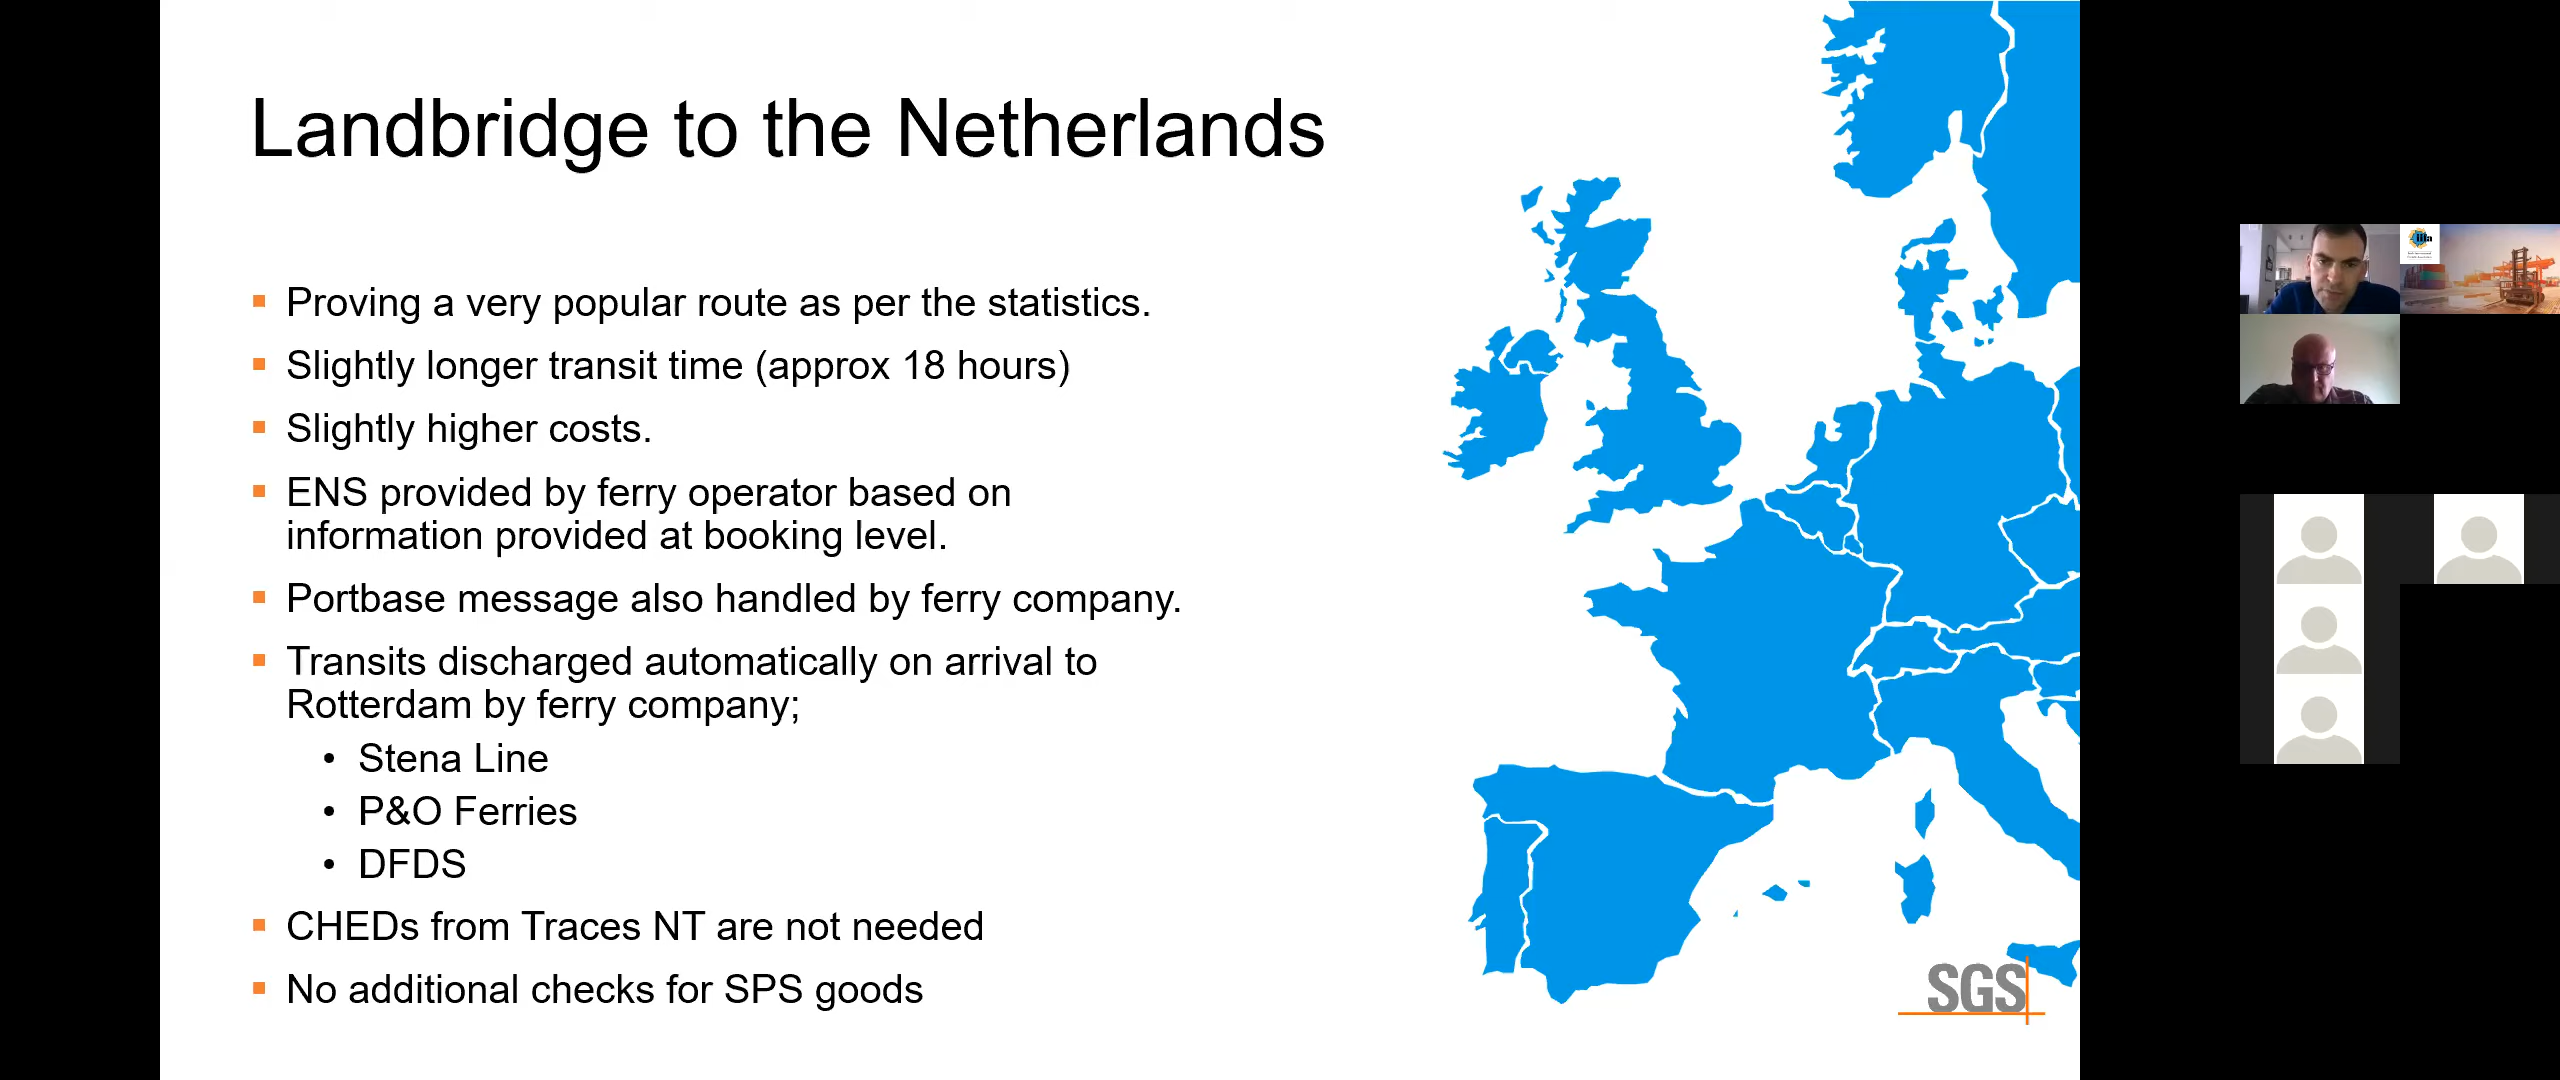 Landbridge to the Netherlands
Proving a very popular route as per the statistics.
Slightly longer transit time (approx 18 hours)
Slightly higher costs.
ENS provided by ferry operator based on
information provided at booking level.
Portbase message also handled by ferry company.
Transits discharged automatically on arrival to
Rotterdam by ferry company;
• Stena Line
• P&O Ferries
• DFDS
CHEDs from Traces NT are not needed
No additional checks for SPS goods
SGS